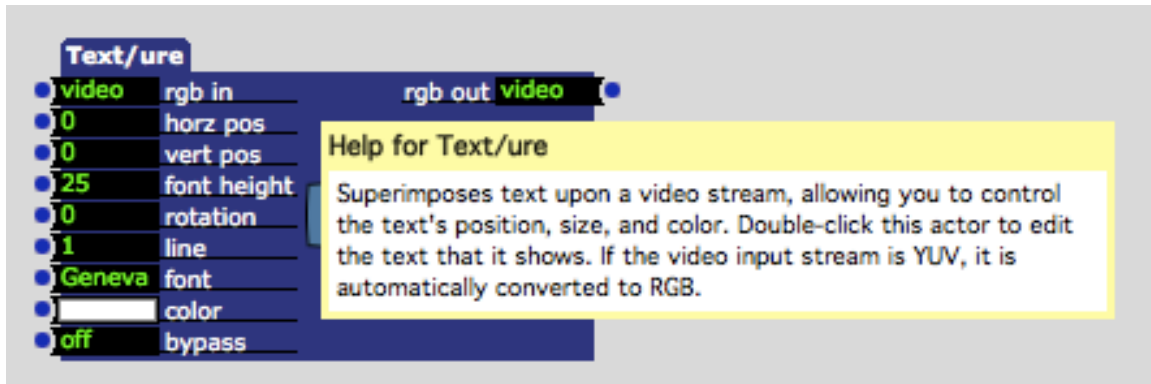 Text/ure
video rgb in rgb out video
0 horz pos
0 vert pos
25 font height
0 rotation
1 line
Geneva font
color
off bypass
Help for Text/ure
Superimposes text upon a video stream, allowing you to control
the text's position, size, and color. Double-click this actor to edit
the text that it shows. If the video input stream is YUV, it is
automatically converted to RGB.